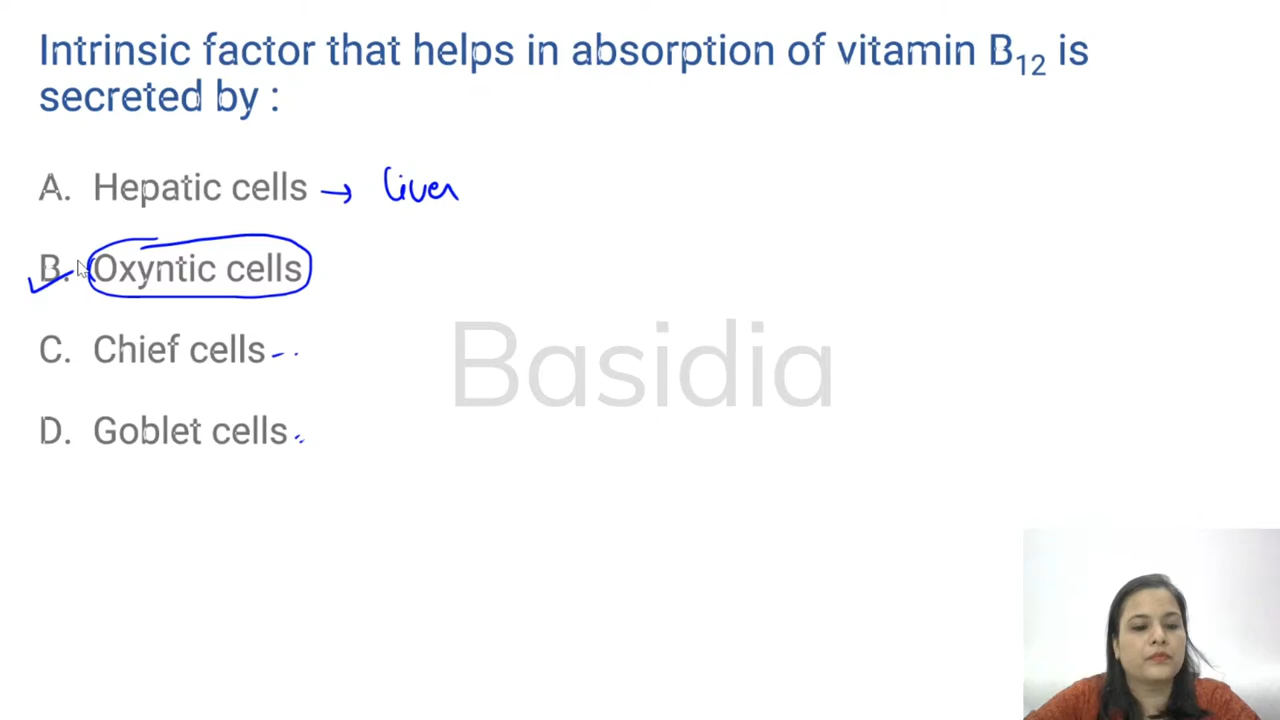 Intrinsic factor that helps in absorption of vitamin B₁₂ is
secreted by :
A. Hepatic cells → liver
B. Oxyntic cells
C. Chief cells
D. Goblet cells
Basidia